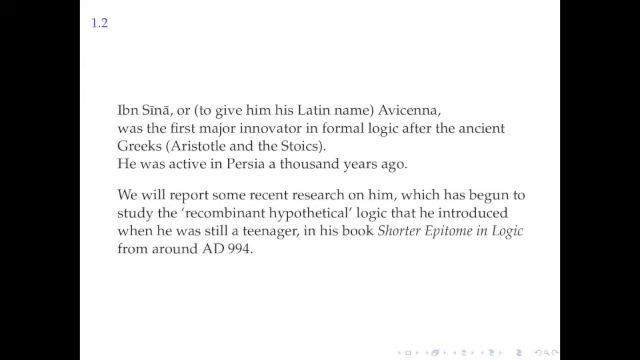 1.2
Ibn Sīnā, or (to give him his Latin name) Avicenna,
was the first major innovator in formal logic after the ancient
Greeks (Aristotle and the Stoics).
He was active in Persia a thousand years ago.
We will report some recent research on him, which has begun to
study the ‘recombinant hypothetical’ logic that he introduced
when he was still a teenager, in his book Shorter Epitome in Logic
from around AD 994.